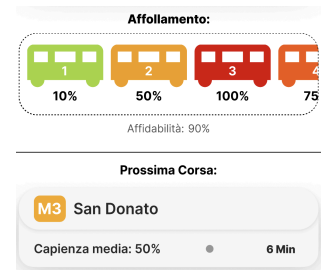 Affollamento:
1 2 3 4
10% 50% 100% 75
Affidabilità: 90%
Prossima Corsa:
M3 San Donato
Capienza media: 50% 6 Min